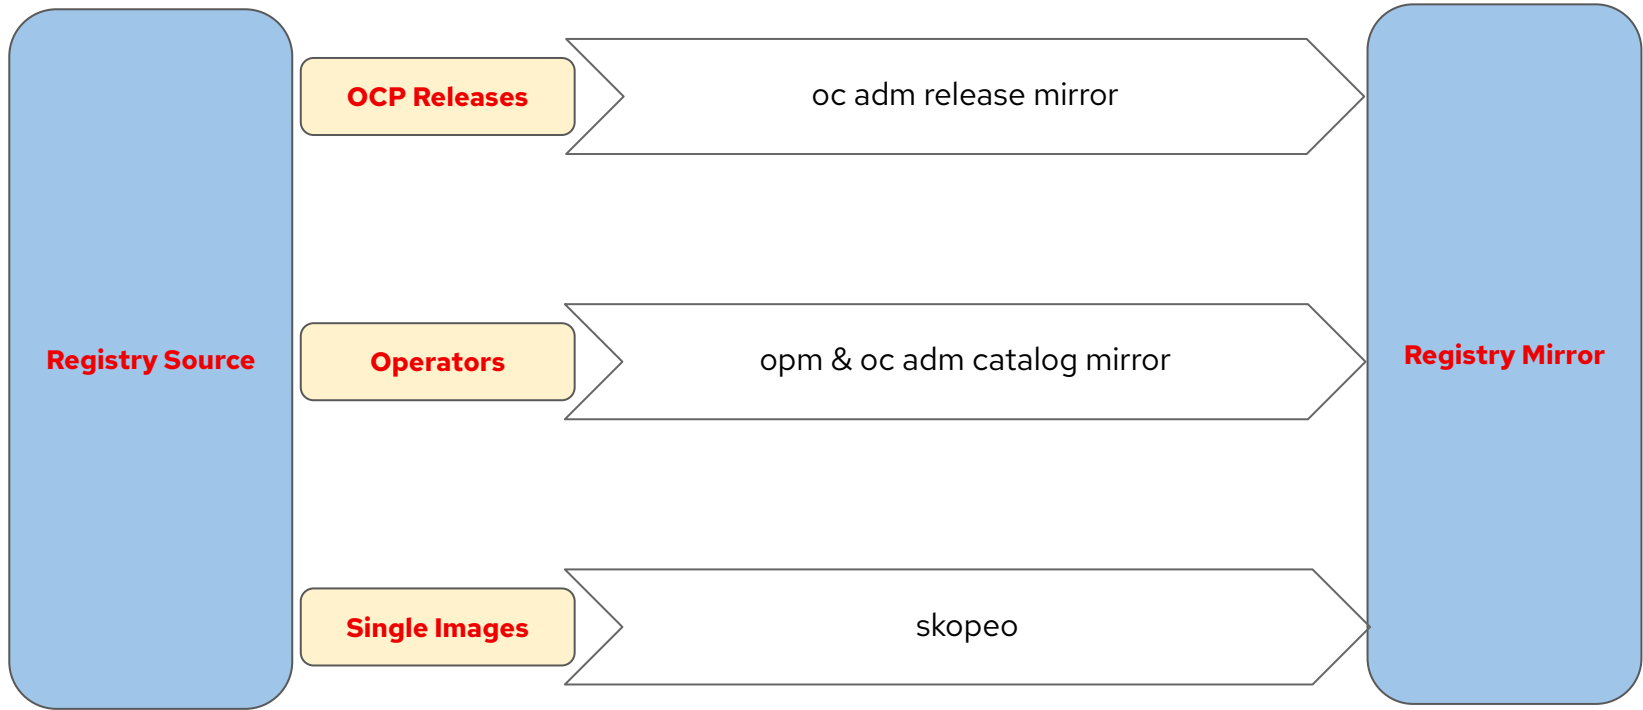 OCP Releases
oc adm release mirror
Registry Source
Operators
opm & oc adm catalog mirror
Registry Mirror
Single Images
skopeo